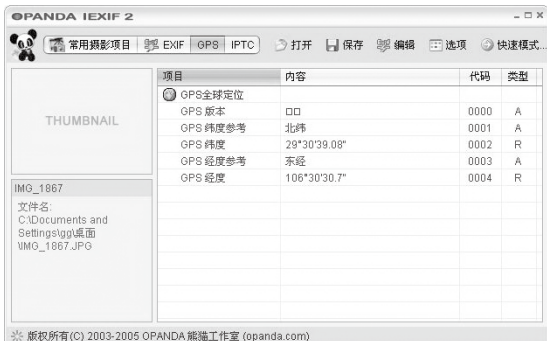 OPANDA IEXIF 2
常用摄影项目 EXIF GPS IPTC 打开 保存 编辑 选项 快速模式...
项目 内容 代码 类型
GPS全球定位
GPS 版本 □□ 0000 A
GPS 纬度参考 北纬 0001 A
GPS 纬度 29°30'39.08" 0002 R
GPS 经度参考 东经 0003 A
GPS 经度 106°30'30.7" 0004 R
THUMBNAIL
IMG_1867
文件名:
C:\Documents and
Settings\gg\桌面
\IMG_1867.JPG
版权所有(C) 2003-2005 OPANDA 熊猫工作室 (opanda.com)